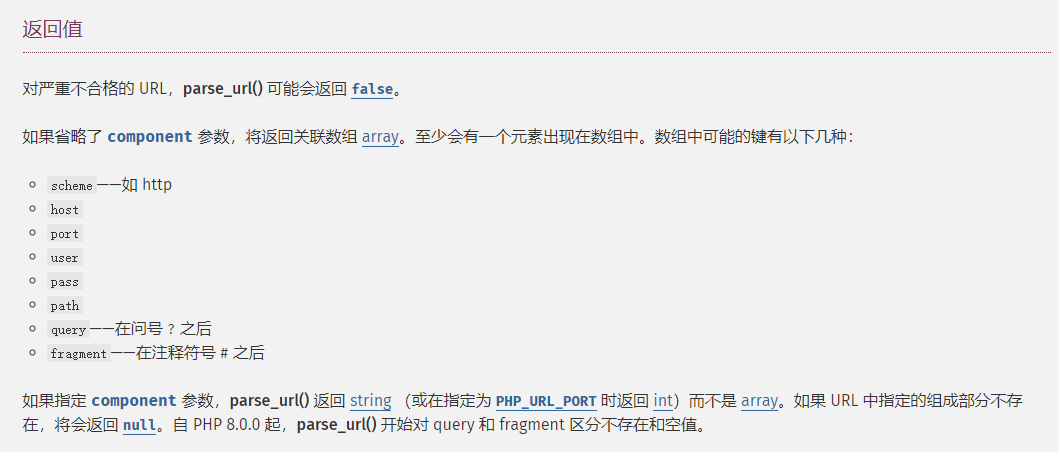 返回值
对严重不合格的 URL，parse_url() 可能会返回 false。
如果省略了 component 参数，将返回关联数组 array。至少会有一个元素出现在数组中。数组中可能的键有以下几种：
scheme——如 http
host
port
user
pass
path
query——在问号 ? 之后
fragment——在注释符号 # 之后
如果指定 component 参数，parse_url() 返回 string （或在指定为 PHP_URL_PORT 时返回 int）而不是 array。如果 URL 中指定的组成部分不存
在，将会返回 null。自 PHP 8.0.0 起，parse_url() 开始对 query 和 fragment 区分不存在和空值。